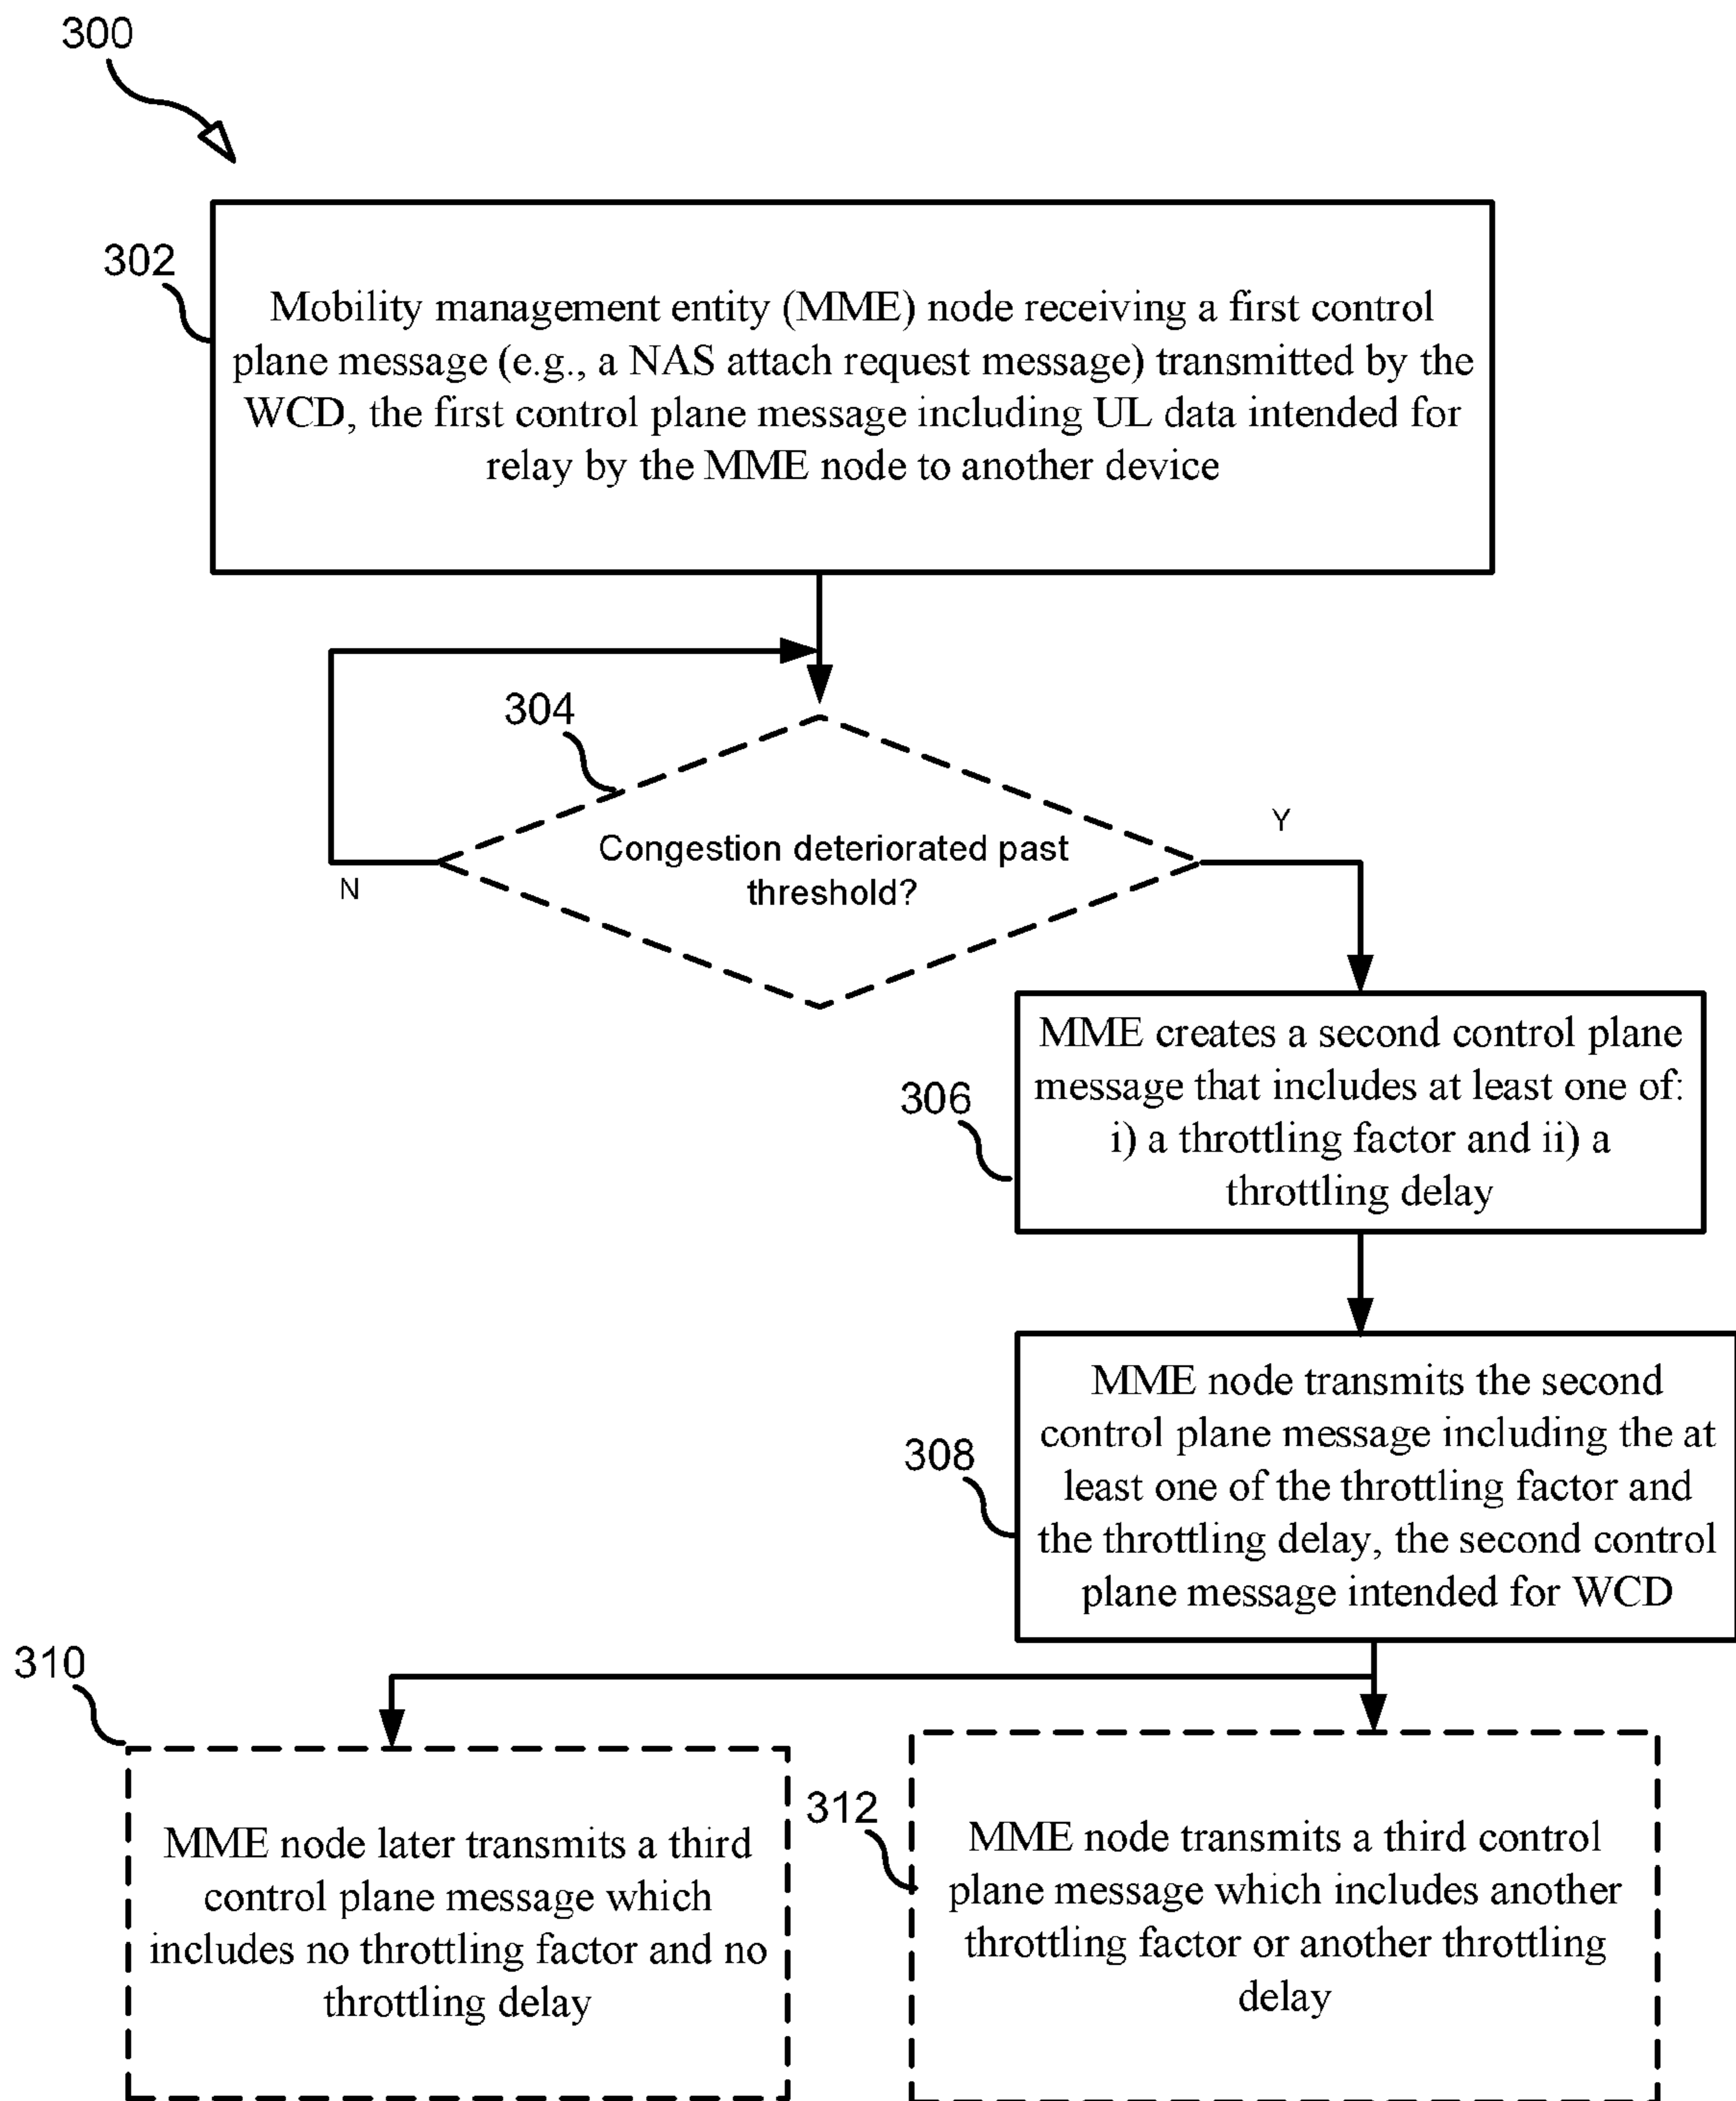 300
302
Mobility management entity (MME) node receiving a first control
plane message (e.g., a NAS attach request message) transmitted by the
WCD, the first control plane message including UL data intended for
relay by the MME node to another device
304
Congestion deteriorated past
threshold?
Y
N
306
MME creates a second control plane
message that includes at least one of:
i) a throttling factor and ii) a
throttling delay
308
MME node transmits the second
control plane message including the at
least one of the throttling factor and
the throttling delay, the second control
plane message intended for WCD
310
MME node later transmits a third
control plane message which
includes no throttling factor and no
throttling delay
312
MME node transmits a third control
plane message which includes another
throttling factor or another throttling
delay